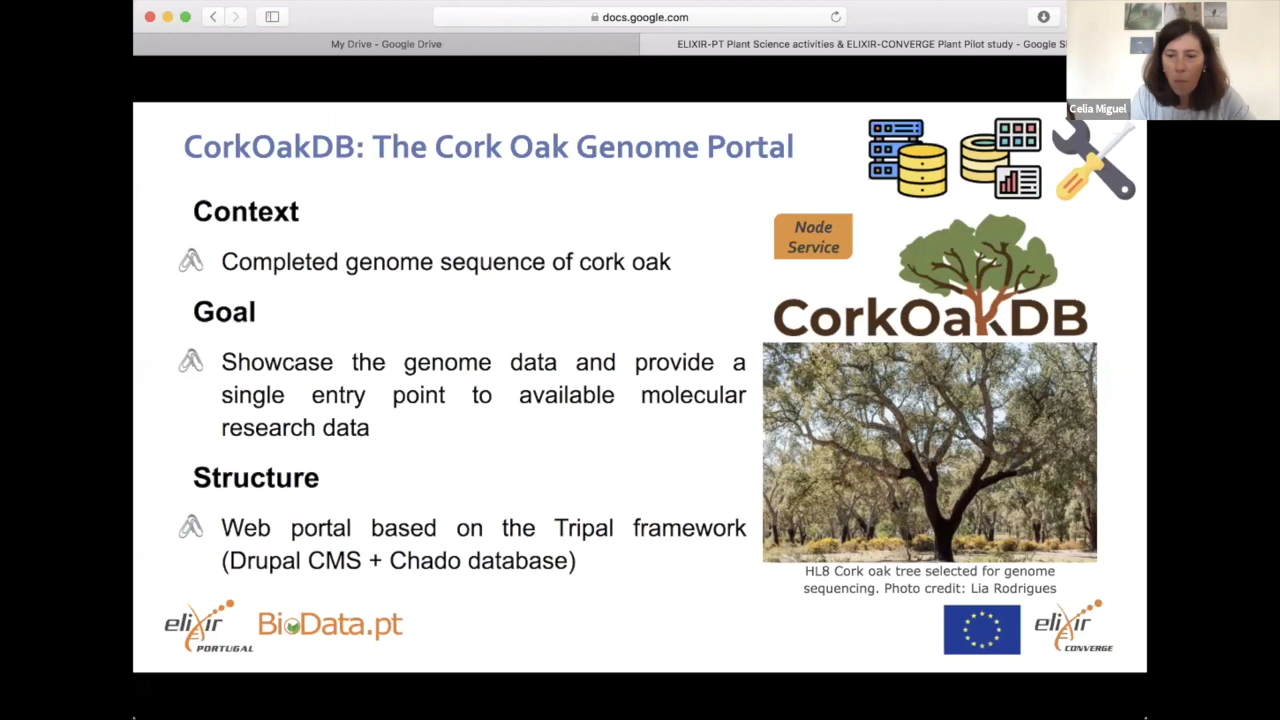 docs.google.com
My Drive - Google Drive
ELIXIR-PT Plant Science activities & ELIXIR-CONVERGE Plant Pilot study - Google Sl
Celia Miguel
CorkOakDB: The Cork Oak Genome Portal
Context
Completed genome sequence of cork oak
Goal
Showcase the genome data and provide a
single entry point to available molecular
research data
Structure
Web portal based on the Tripal framework
(Drupal CMS + Chado database)
Node
Service
CorkOakDB
HL8 Cork oak tree selected for genome
sequencing. Photo credit: Lia Rodrigues
elixir
PORTUGAL
BioData.pt
elixir
CONVERGE